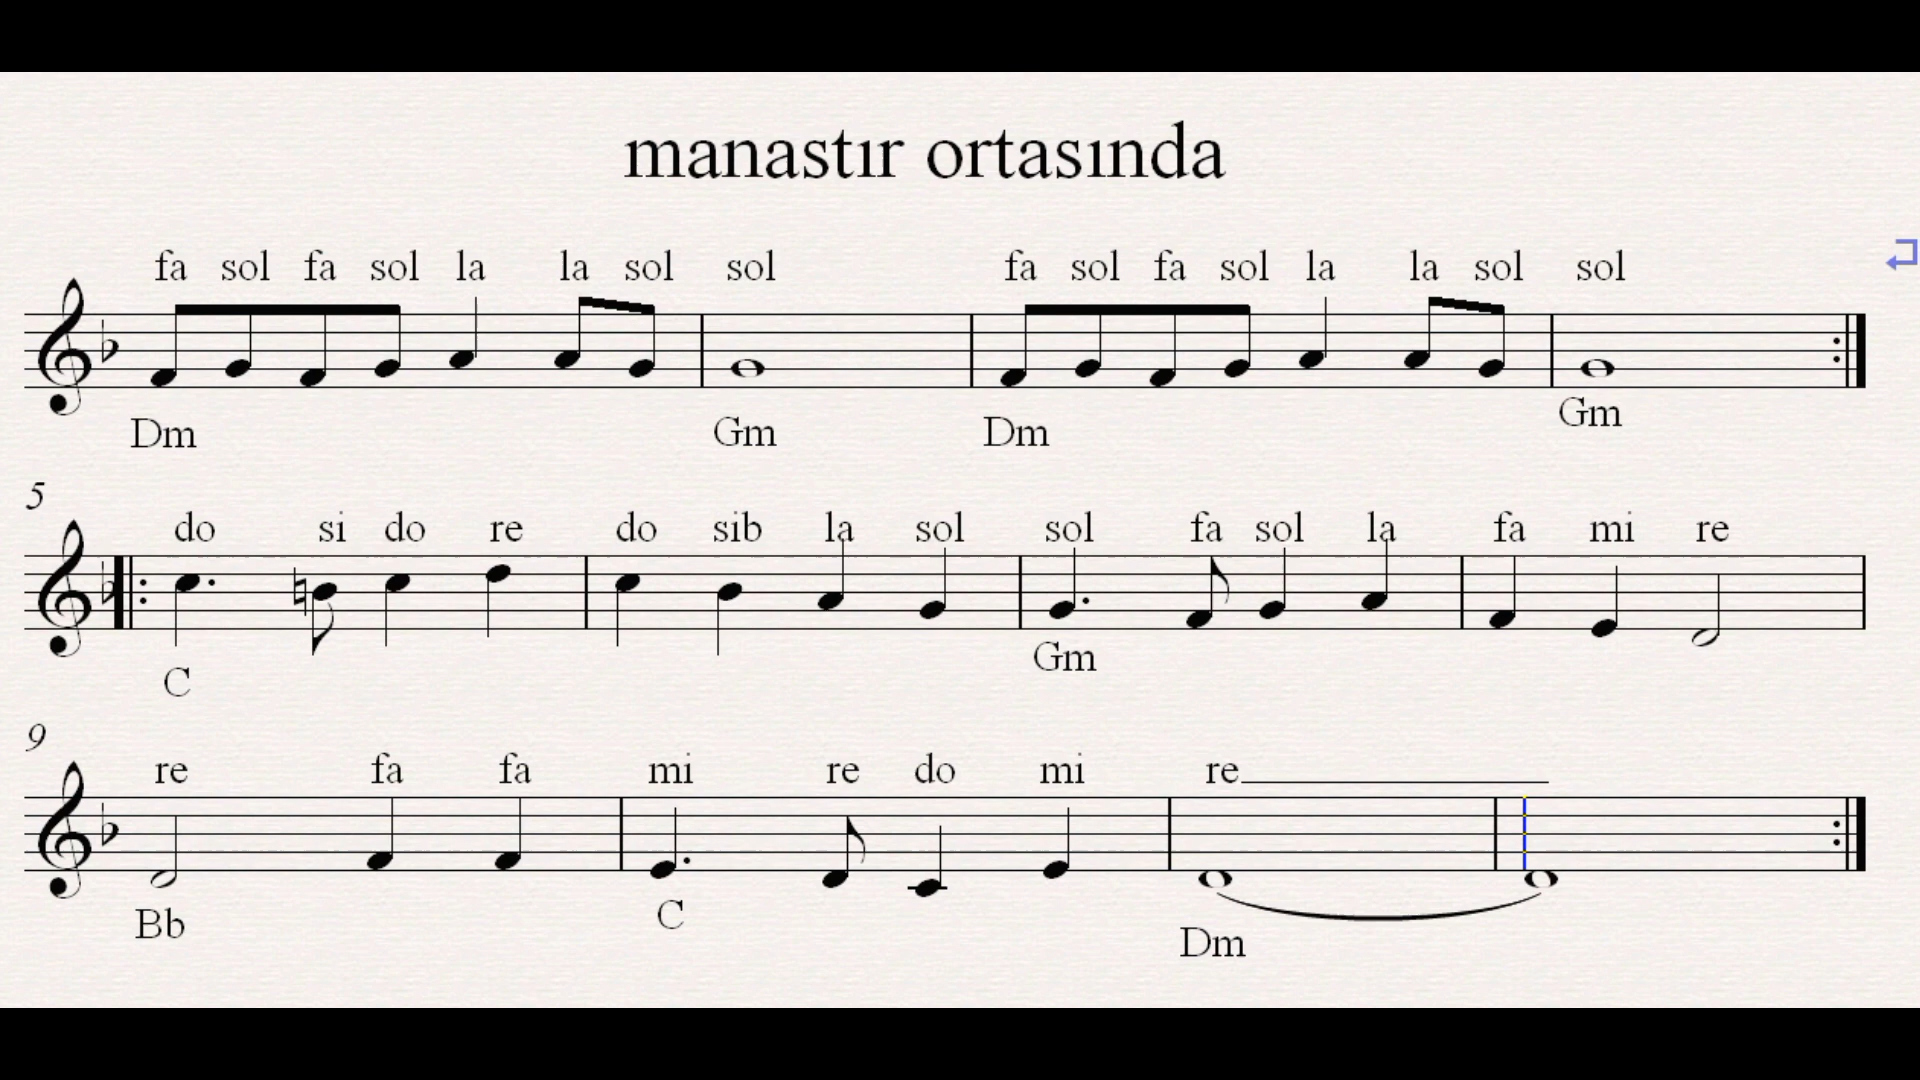 manastır ortasında
fa sol fa sol la la sol sol fa sol fa sol la la sol sol
Dm Gm Dm Gm
5
do si do re do sib la sol sol fa sol la fa mi re
C Gm
9
re fa fa mi re do mi re
Bb C Dm